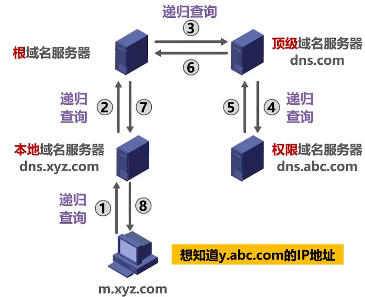 递归查询
③
根域名服务器
顶级域名服务器
dns.com
⑥
递归
查询
②
⑦
⑤
④
递归
查询
本地域名服务器
dns.xyz.com
权限域名服务器
dns.abc.com
递归
查询
①
⑧
想知道y.abc.com的IP地址
m.xyz.com